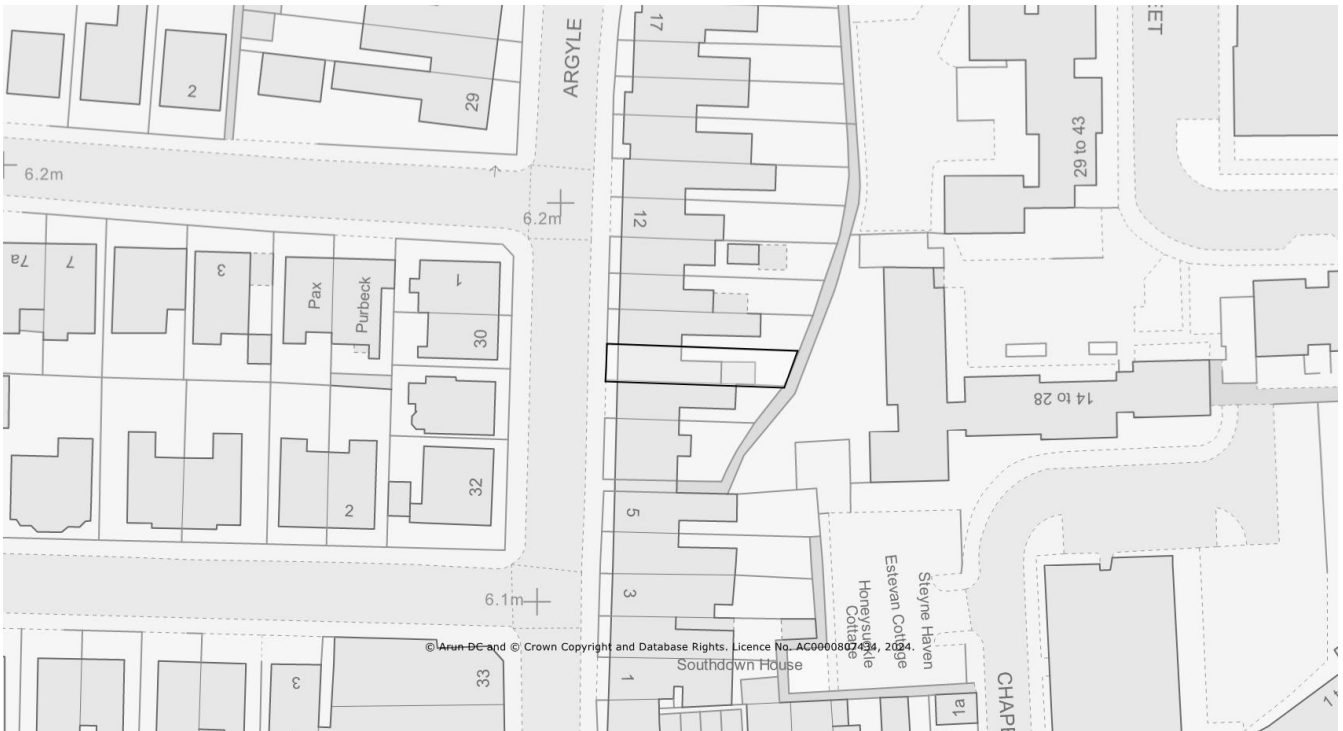 17
ARGYLE
EET
2
29
29 to 43
6.2m
6.2m
12
7a
7
3
Pax
Purbeck
1
30
14 to 28
2
32
5
6.1m
3
Honeysuckle
Cottage
Estevan Cottage
Steyne Haven
© Arun DC and © Crown Copyright and Database Rights. Licence No. AC0000807434, 2024.
Southdown House
3
33
1
1a
CHAP